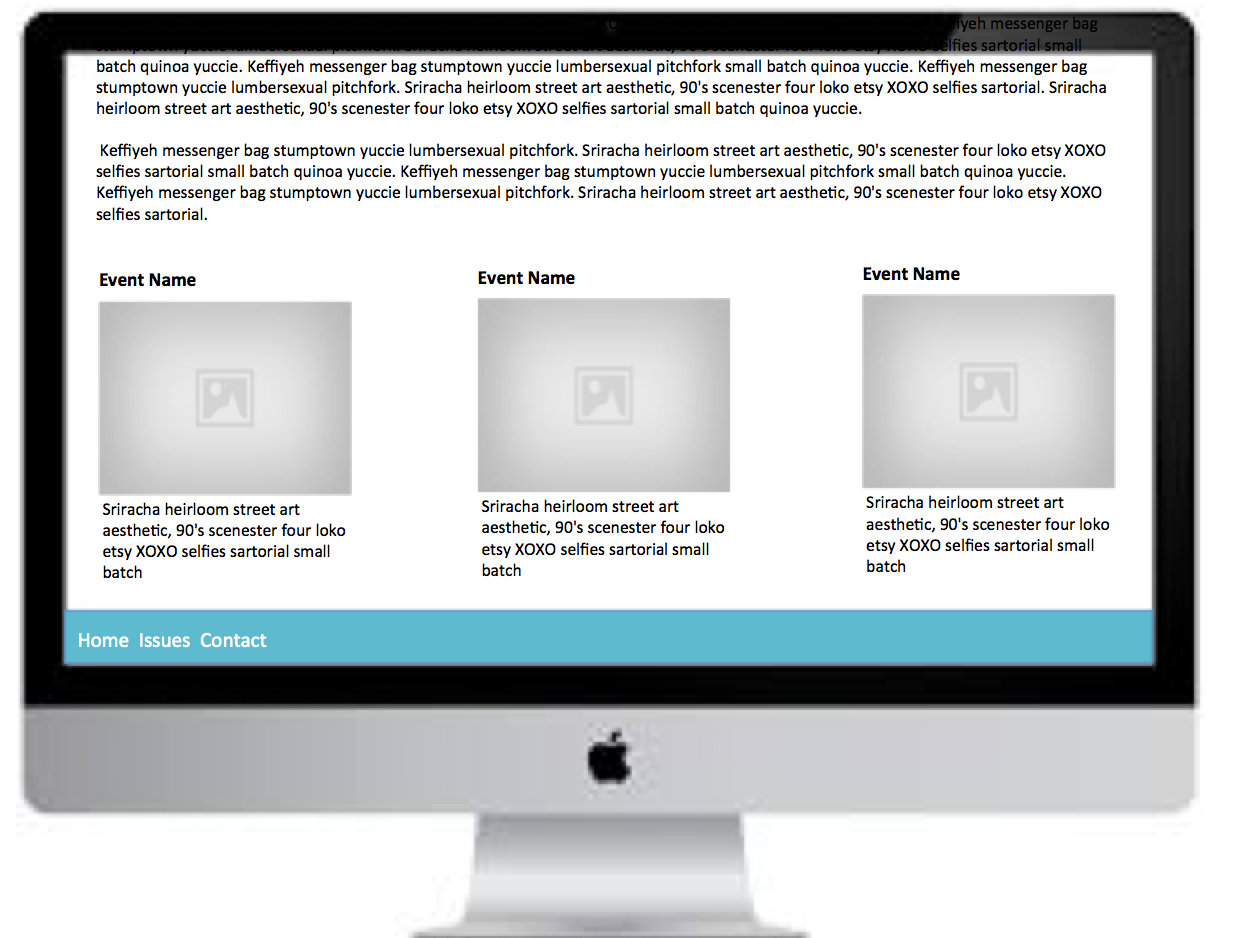 lfiyeh messenger bag
stumptown yuccie lumbersexual pitchfork. Sriracha heirloom street art aesthetic, 90's scenester four loko etsy XOXO selfies sartorial small
batch quinoa yuccie. Keffiyeh messenger bag stumptown yuccie lumbersexual pitchfork small batch quinoa yuccie. Keffiyeh messenger bag
stumptown yuccie lumbersexual pitchfork. Sriracha heirloom street art aesthetic, 90's scenester four loko etsy XOXO selfies sartorial. Sriracha
heirloom street art aesthetic, 90's scenester four loko etsy XOXO selfies sartorial small batch quinoa yuccie.
Keffiyeh messenger bag stumptown yuccie lumbersexual pitchfork. Sriracha heirloom street art aesthetic, 90's scenester four loko etsy XOXO
selfies sartorial small batch quinoa yuccie. Keffiyeh messenger bag stumptown yuccie lumbersexual pitchfork small batch quinoa yuccie.
Keffiyeh messenger bag stumptown yuccie lumbersexual pitchfork. Sriracha heirloom street art aesthetic, 90's scenester four loko etsy XOXO
selfies sartorial.
Event Name
Sriracha heirloom street art
aesthetic, 90's scenester four loko
etsy XOXO selfies sartorial small
batch
Event Name
Sriracha heirloom street art
aesthetic, 90's scenester four loko
etsy XOXO selfies sartorial small
batch
Event Name
Sriracha heirloom street art
aesthetic, 90's scenester four loko
etsy XOXO selfies sartorial small
batch
Home Issues Contact